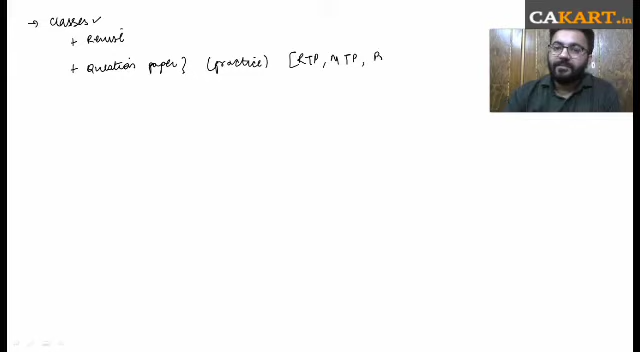 CAKART.in
→ Classes ✓
+ Revise
+ Question paper} (practice) [RTP, MTP, P